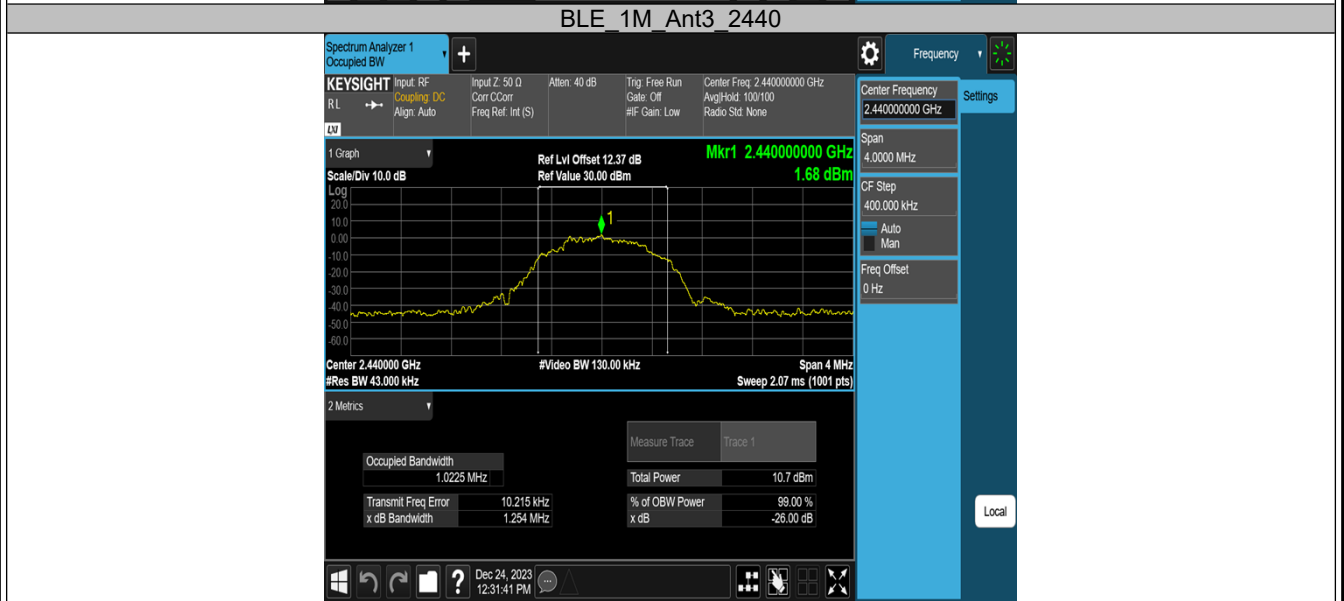 BLE_1M_Ant3_2440
Spectrum Analyzer 1
Occupied BW
+
Frequency
KEYSIGHT
RL
LXI
Input: RF
Coupling: DC
Align: Auto
Input Z: 50 Ω
Corr CCorr
Freq Ref: Int (S)
Atten: 40 dB
Trig: Free Run
Gate: Off
#IF Gain: Low
Center Freq: 2.440000000 GHz
Avg|Hold: 100/100
Radio Std: None
Center Frequency
2.440000000 GHz
Settings
Span
4.0000 MHz
CF Step
400.000 kHz
Auto
Man
Freq Offset
0 Hz
Local
1 Graph
Scale/Div 10.0 dB
Ref Lvl Offset 12.37 dB
Ref Value 30.00 dBm
Mkr1 2.440000000 GHz
1.68 dBm
Log
20.0
10.0
0.00
-10.0
-20.0
-30.0
-40.0
-50.0
-60.0
1
Center 2.440000 GHz
#Res BW 43.000 kHz
#Video BW 130.00 kHz
Span 4 MHz
Sweep 2.07 ms (1001 pts)
2 Metrics
Measure Trace Trace 1
Occupied Bandwidth
1.0225 MHz
Total Power 10.7 dBm
Transmit Freq Error 10.215 kHz
% of OBW Power 99.00 %
x dB Bandwidth 1.254 MHz
x dB -26.00 dB
?
Dec 24, 2023
12:31:41 PM